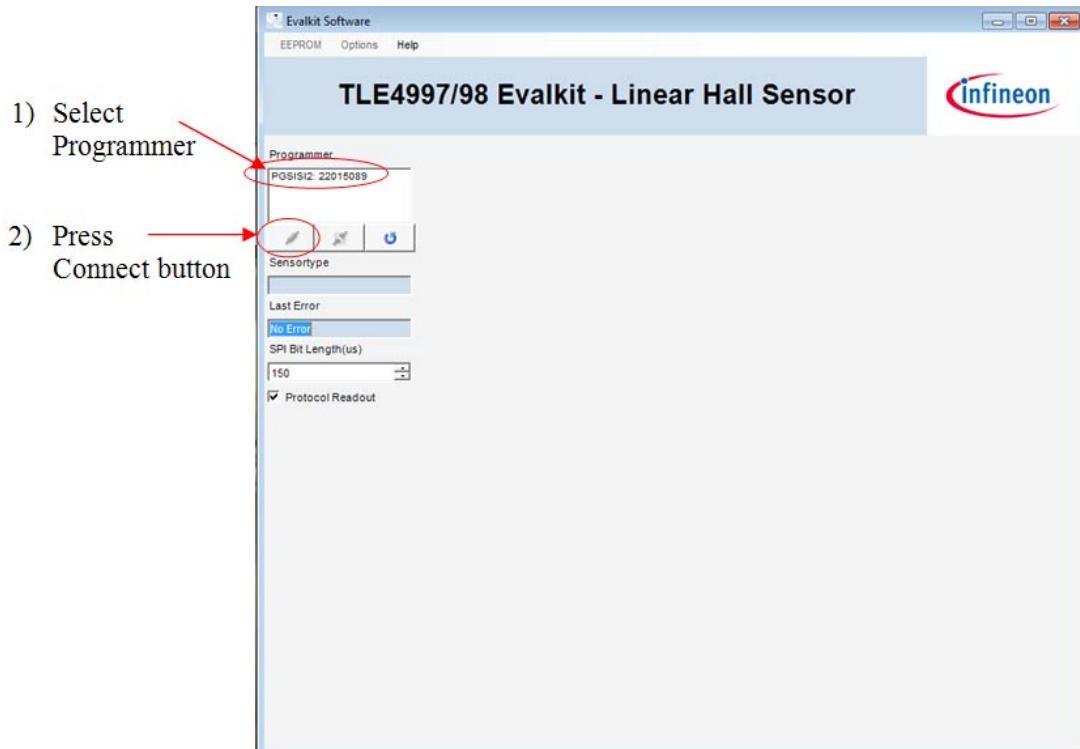 Evalkit Software
EEPROM Options Help
TLE4997/98 Evalkit - Linear Hall Sensor
infineon
1) Select
Programmer
Programmer
PGSISI2: 22015089
2) Press
Connect button
Sensortype
Last Error
No Error
SPI Bit Length(us)
150
Protocol Readout